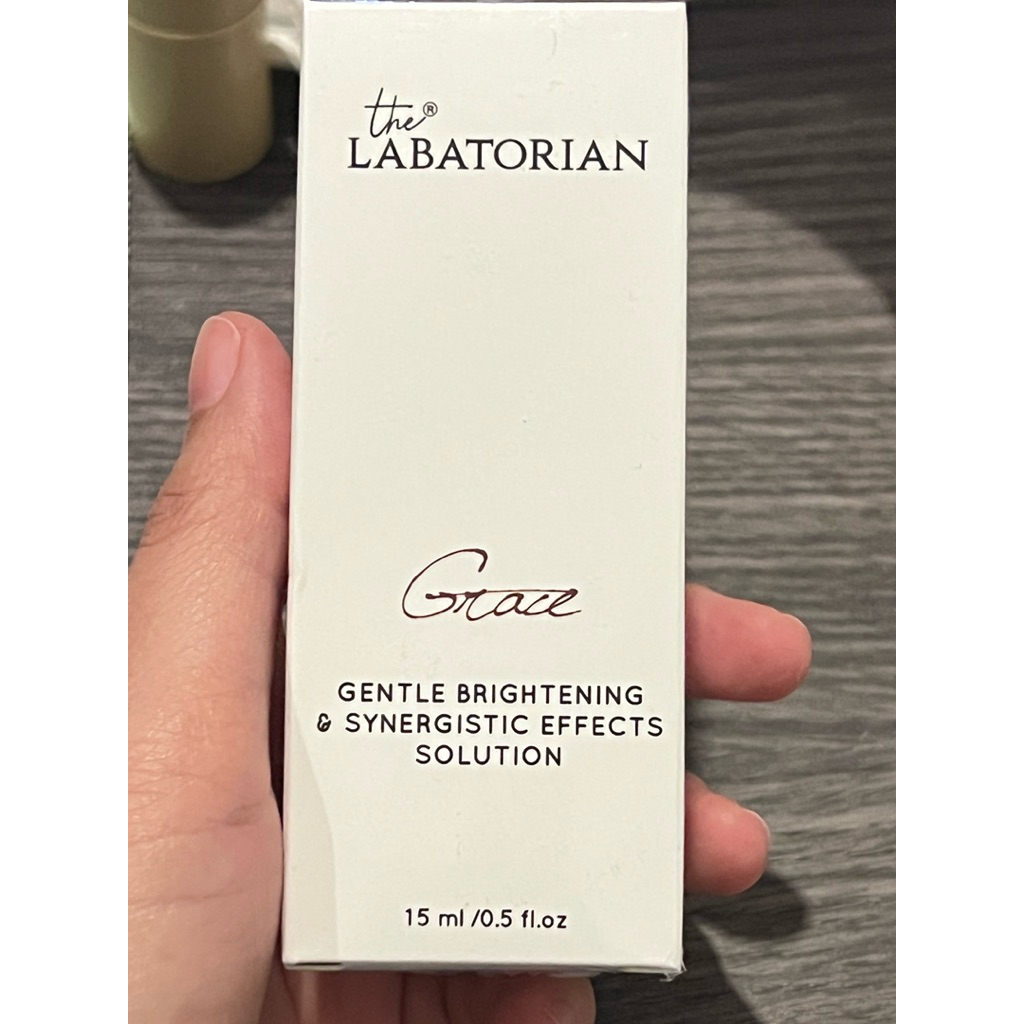 the®
LABATORIAN
Grace
GENTLE BRIGHTENING
& SYNERGISTIC EFFECTS
SOLUTION
15 ml /0.5 fl.oz